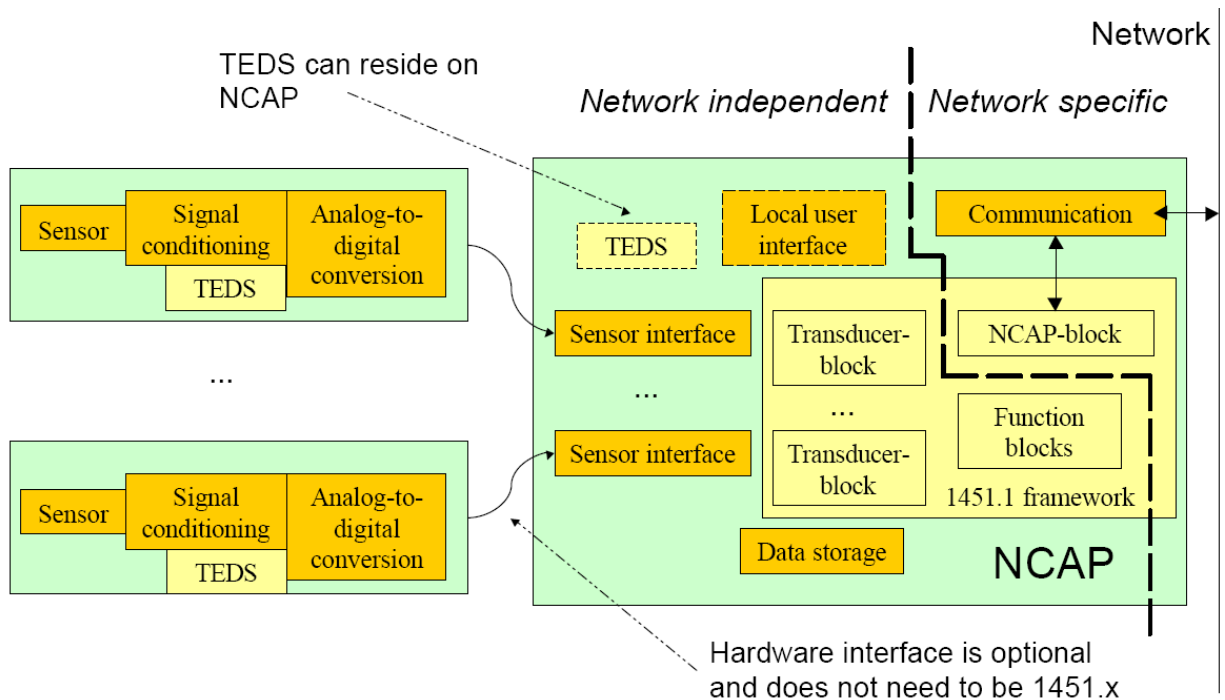 Network
TEDS can reside on
NCAP
Network independent
Network specific
Sensor
Signal
conditioning
Analog-to-
digital
conversion
TEDS
...
Sensor
Signal
conditioning
Analog-to-
digital
conversion
TEDS
TEDS
Local user
interface
Communication
Sensor interface
...
Sensor interface
Transducer-
block
...
Transducer-
block
NCAP-block
Function
blocks
1451.1 framework
Data storage
NCAP
Hardware interface is optional
and does not need to be 1451.x